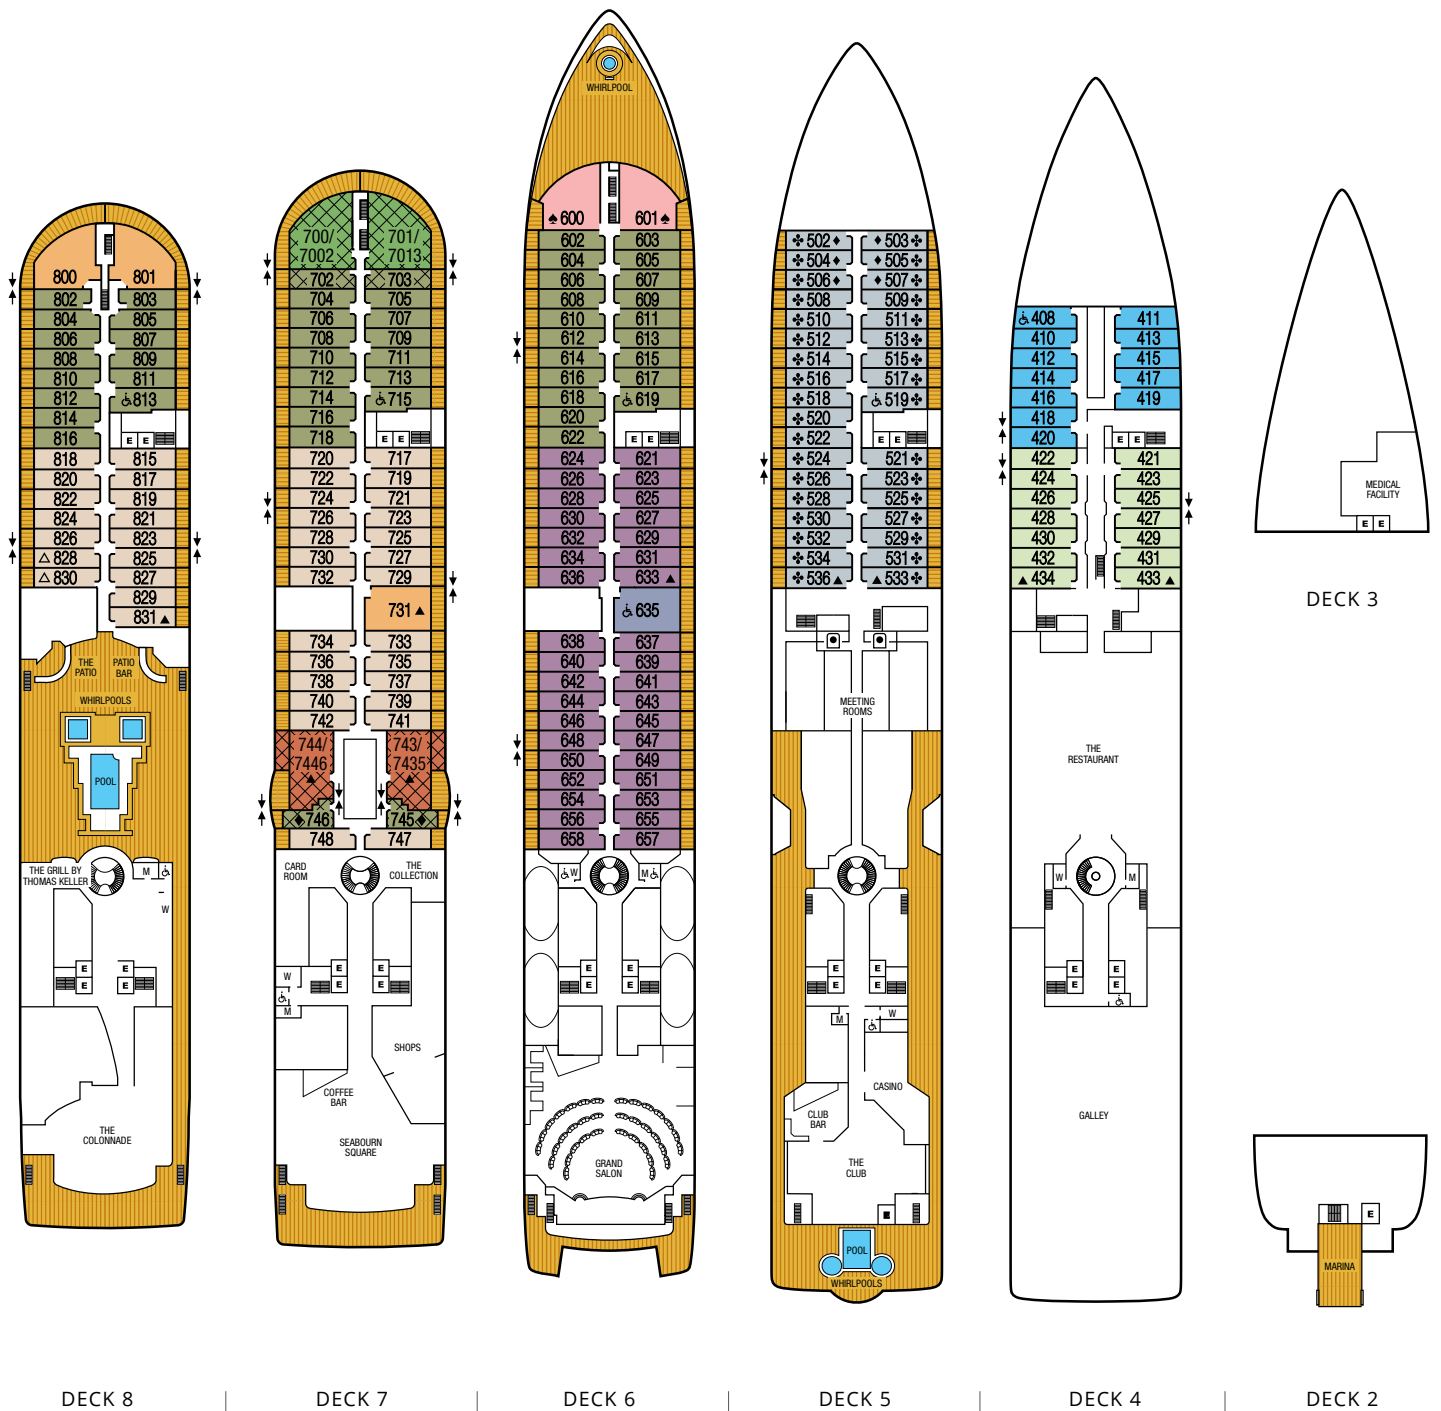 800 801
802 803
804 805
806 807
808 809
810 811
812 813
814
816
E E
818 815
820 817
822 819
824 821
826 823
828 825
830 827
829
831
THE
PATIO
PATIO
BAR
WHIRLPOOLS
POOL
THE GRILL BY
THOMAS KELLER
M
W
E E
E E
THE
COLONNADE
DECK 8
700/
7002
701/
7013
702 703
704 705
706 707
708 709
710 711
712 713
714 715
716
718
E E
720 717
722 719
724 721
726 723
728 725
730 727
732 729
731
734 733
736 735
738 737
740 739
742 741
744/
7446
743/
7435
746 745
748 747
CARD
ROOM
THE
COLLECTION
W
M
E E
E E
SHOPS
COFFEE
BAR
SEABOURN
SQUARE
DECK 7
WHIRLPOOL
600 601
602 603
604 605
606 607
608 609
610 611
612 613
614 615
616 617
618 619
620
622
E E
624 621
626 623
628 625
630 627
632 629
634 631
636 633
635
638 637
640 639
642 641
644 643
646 645
648 647
650 649
652 651
654 653
656 655
658 657
W M
E E
E E
GRAND
SALON
DECK 6
502 503
504 505
506 507
508 509
510 511
512 513
514 515
516 517
518 519
520
522
E E
524 521
526 523
528 525
530 527
532 529
534 531
536 533
MEETING
ROOMS
E E
E E
M
W
CASINO
CLUB
BAR
THE
CLUB
E
POOL
WHIRLPOOLS
DECK 5
408 411
410 413
412 415
414 417
416 419
418
420
E E
422 421
424 423
426 425
428 427
430 429
432 431
434 433
THE
RESTAURANT
W M
E E
E E
GALLEY
DECK 4
MEDICAL
FACILITY
E E
DECK 3
E
MARINA
DECK 2